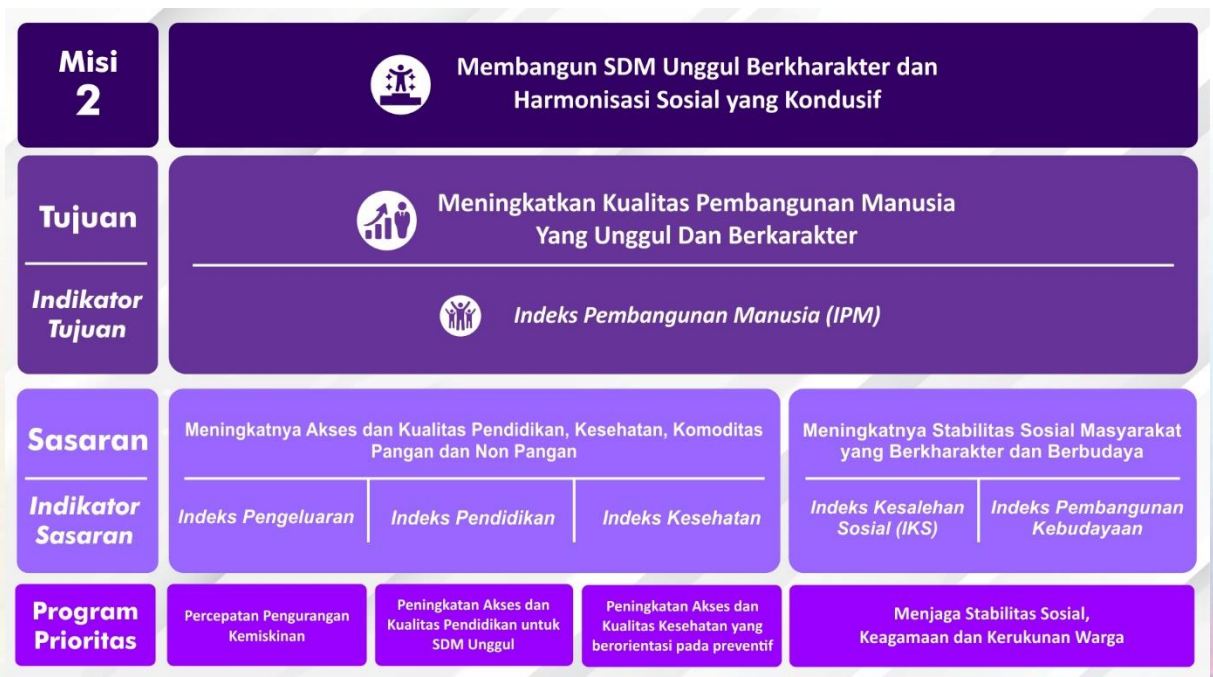 Misi
2
Membangun SDM Unggul Berkharakter dan
Harmonisasi Sosial yang Kondusif
Tujuan
Meningkatkan Kualitas Pembangunan Manusia
Yang Unggul Dan Berkarakter
Indikator
Tujuan
Indeks Pembangunan Manusia (IPM)
Sasaran
Meningkatnya Akses dan Kualitas Pendidikan, Kesehatan, Komoditas
Pangan dan Non Pangan
Meningkatnya Stabilitas Sosial Masyarakat
yang Berkharakter dan Berbudaya
Indikator
Sasaran
Indeks Pengeluaran
Indeks Pendidikan
Indeks Kesehatan
Indeks Kesalehan
Sosial (IKS)
Indeks Pembangunan
Kebudayaan
Program
Prioritas
Percepatan Pengurangan
Kemiskinan
Peningkatan Akses dan
Kualitas Pendidikan untuk
SDM Unggul
Peningkatan Akses dan
Kualitas Kesehatan yang
berorientasi pada preventif
Menjaga Stabilitas Sosial,
Keagamaan dan Kerukunan Warga